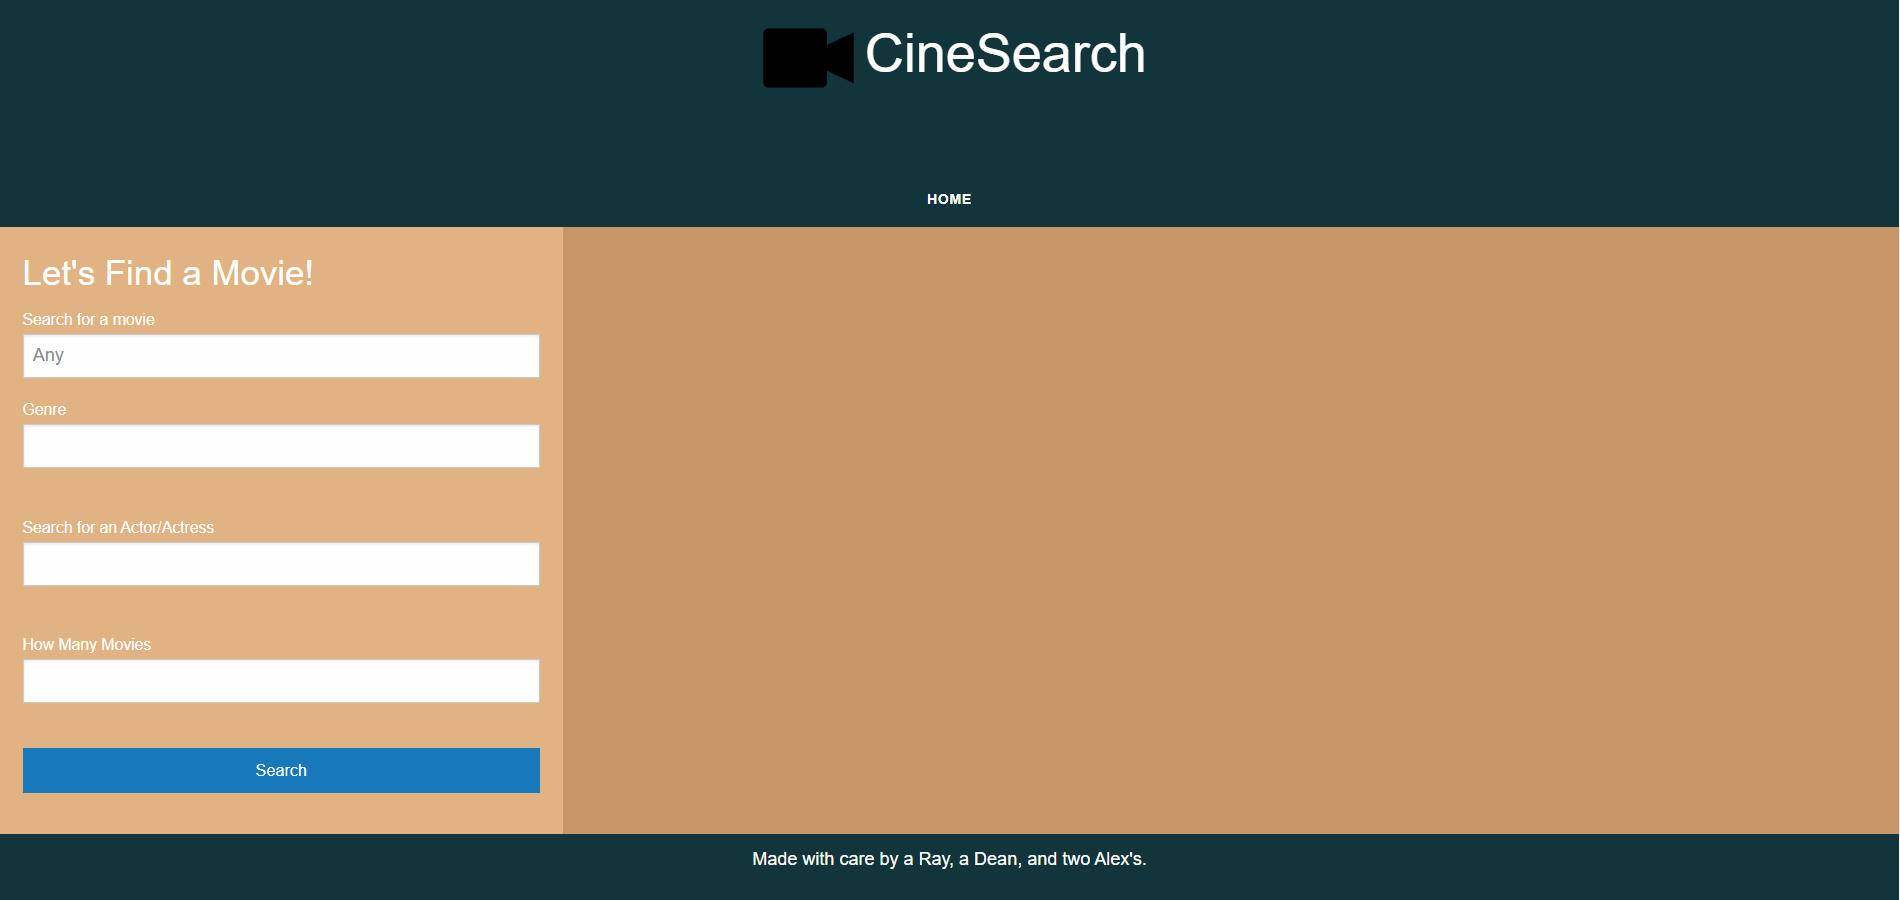 CineSearch
HOME
Let's Find a Movie!
Search for a movie
Any
Genre
Search for an Actor/Actress
How Many Movies
Search
Made with care by a Ray, a Dean, and two Alex's.